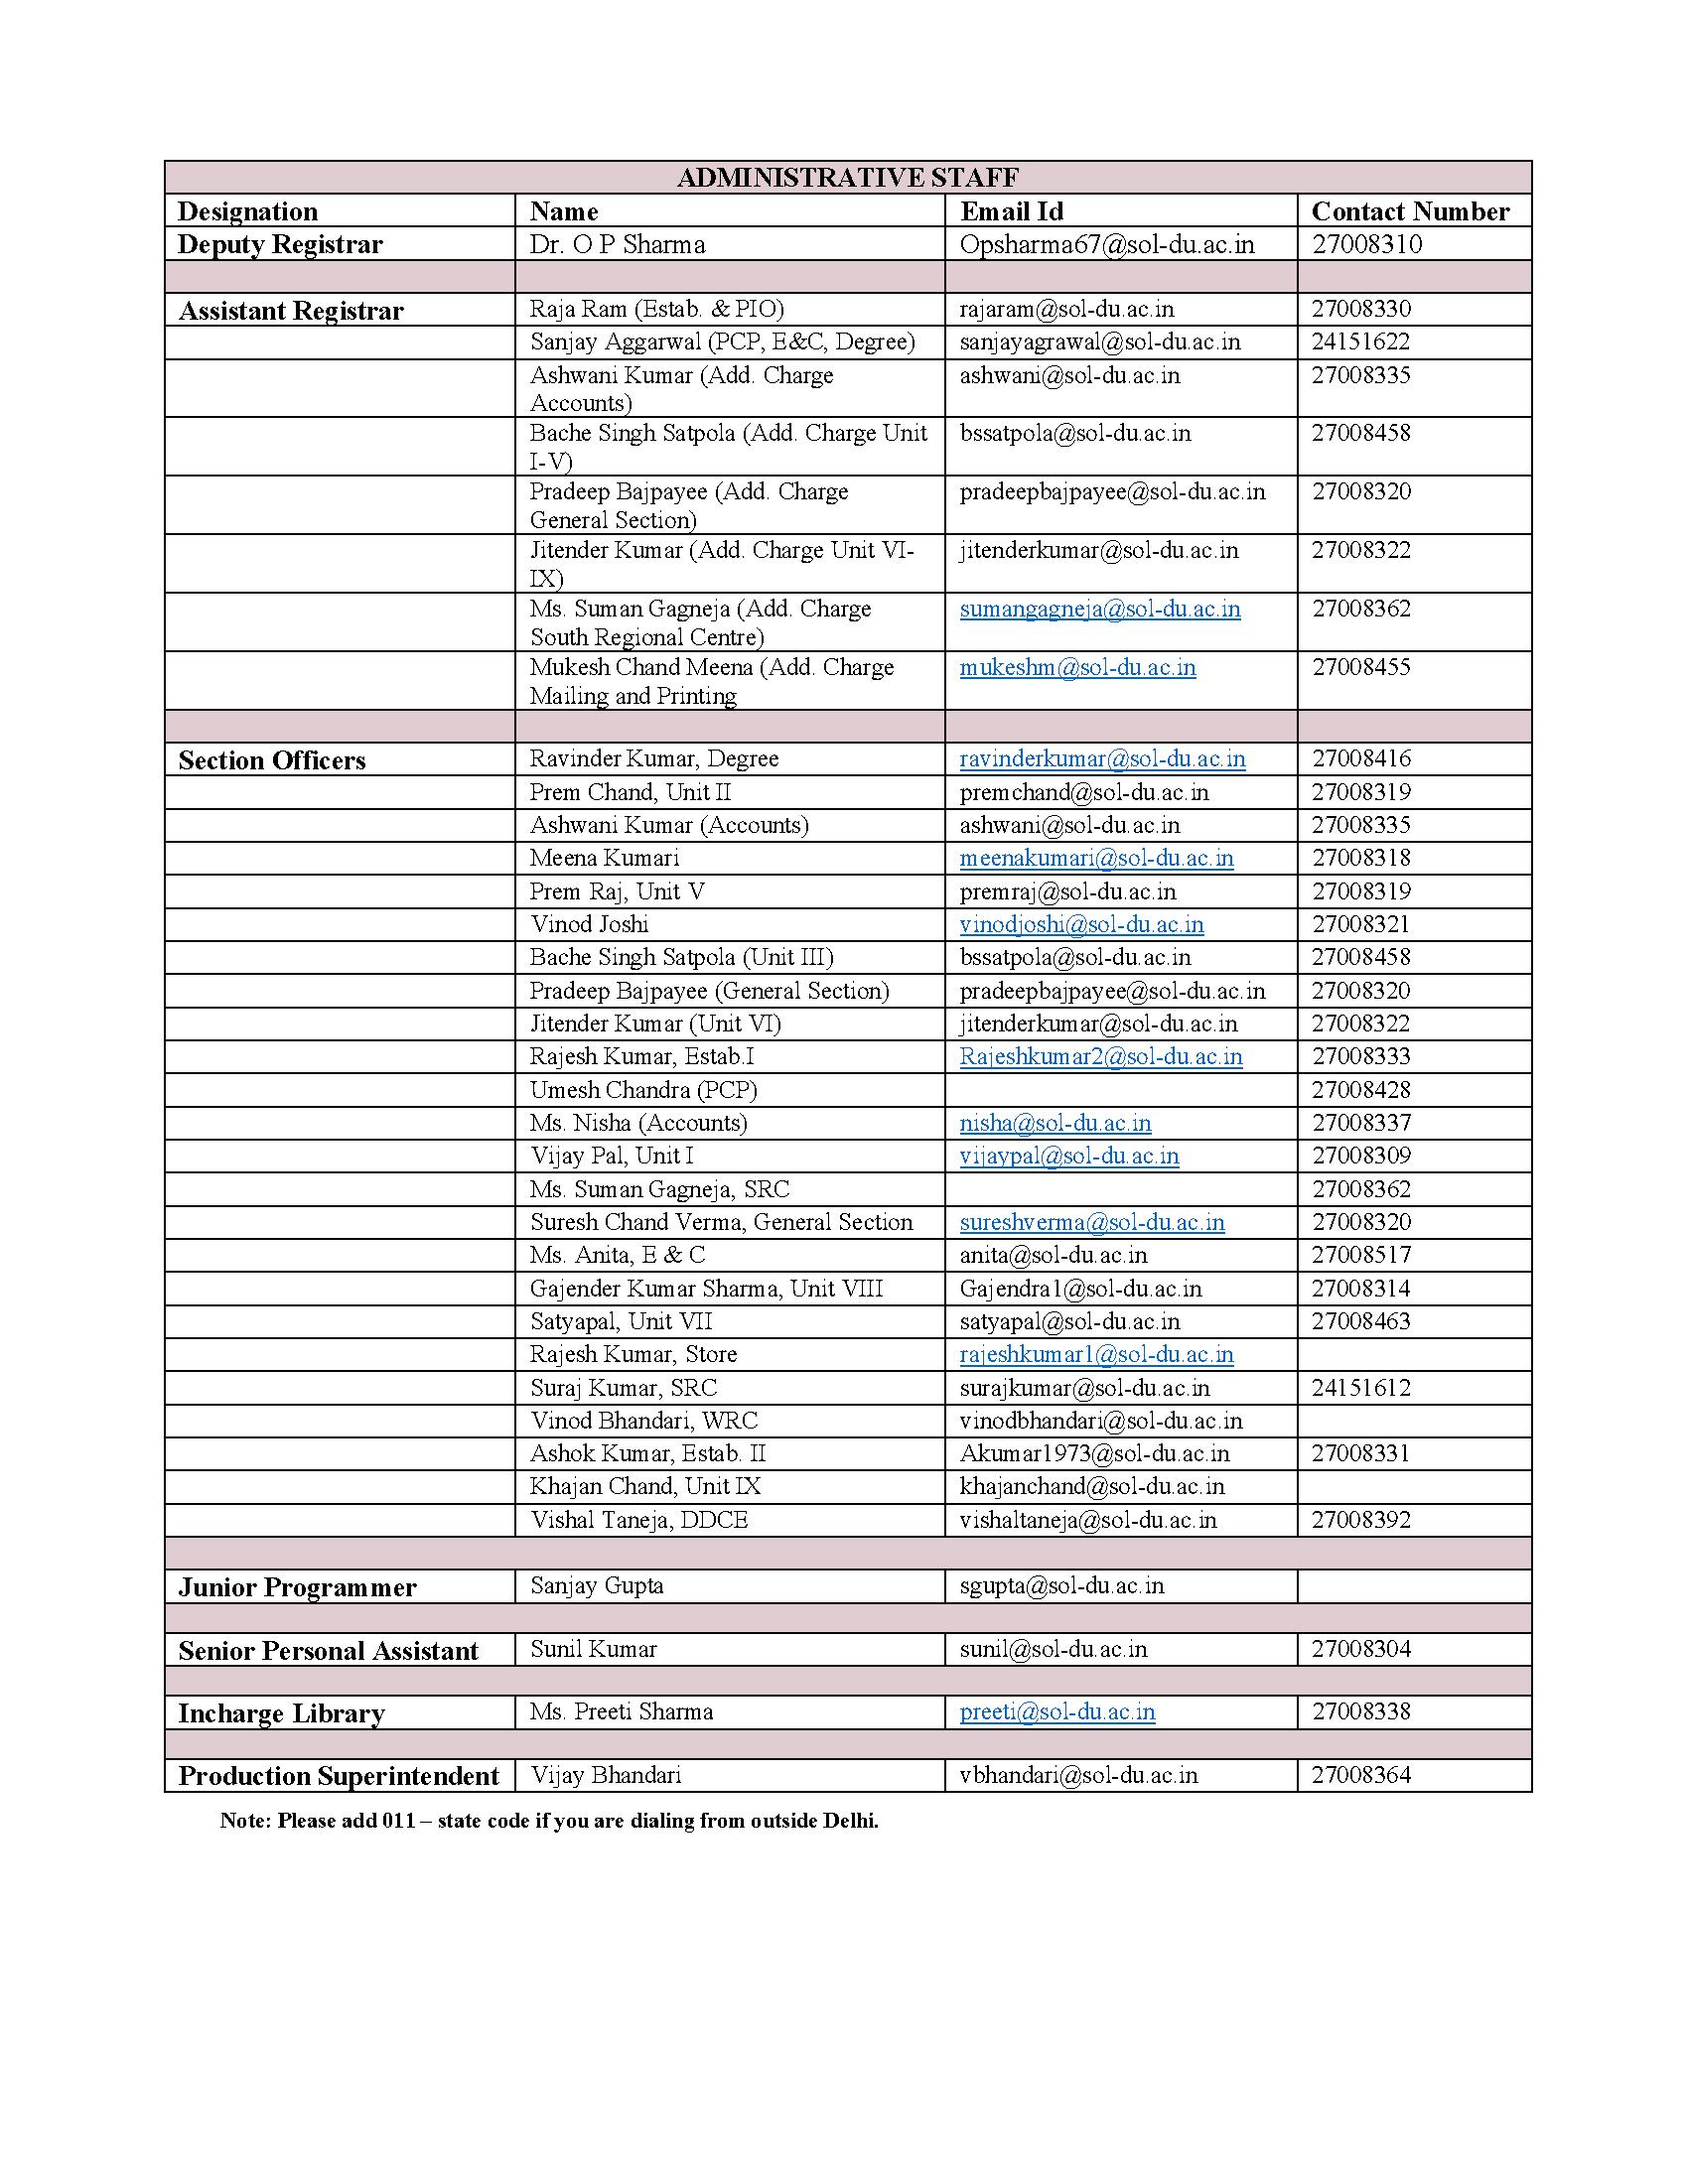 ADMINISTRATIVE STAFF
Designation Name Email Id Contact Number
Deputy Registrar Dr. O P Sharma Opsharma67@sol-du.ac.in 27008310
Assistant Registrar Raja Ram (Estab. & PIO) rajaram@sol-du.ac.in 27008330
Sanjay Aggarwal (PCP, E&C, Degree) sanjayagrawal@sol-du.ac.in 24151622
Ashwani Kumar (Add. Charge ashwani@sol-du.ac.in 27008335
Accounts)
Bache Singh Satpola (Add. Charge Unit bssatpola@sol-du.ac.in 27008458
I-V)
Pradeep Bajpayee (Add. Charge pradeepbajpayee@sol-du.ac.in 27008320
General Section)
Jitender Kumar (Add. Charge Unit VI- jitenderkumar@sol-du.ac.in 27008322
IX)
Ms. Suman Gagneja (Add. Charge sumangagneja@sol-du.ac.in 27008362
South Regional Centre)
Mukesh Chand Meena (Add. Charge mukeshm@sol-du.ac.in 27008455
Mailing and Printing
Section Officers Ravinder Kumar, Degree ravinderkumar@sol-du.ac.in 27008416
Prem Chand, Unit II premchand@sol-du.ac.in 27008319
Ashwani Kumar (Accounts) ashwani@sol-du.ac.in 27008335
Meena Kumari meenakumari@sol-du.ac.in 27008318
Prem Raj, Unit V premraj@sol-du.ac.in 27008319
Vinod Joshi vinodjoshi@sol-du.ac.in 27008321
Bache Singh Satpola (Unit III) bssatpola@sol-du.ac.in 27008458
Pradeep Bajpayee (General Section) pradeepbajpayee@sol-du.ac.in 27008320
Jitender Kumar (Unit VI) jitenderkumar@sol-du.ac.in 27008322
Rajesh Kumar, Estab.I Rajeshkumar2@sol-du.ac.in 27008333
Umesh Chandra (PCP) 27008428
Ms. Nisha (Accounts) nisha@sol-du.ac.in 27008337
Vijay Pal, Unit I vijaypal@sol-du.ac.in 27008309
Ms. Suman Gagneja, SRC 27008362
Suresh Chand Verma, General Section sureshverma@sol-du.ac.in 27008320
Ms. Anita, E & C anita@sol-du.ac.in 27008517
Gajender Kumar Sharma, Unit VIII Gajendra1@sol-du.ac.in 27008314
Satyapal, Unit VII satyapal@sol-du.ac.in 27008463
Rajesh Kumar, Store rajeshkumar1@sol-du.ac.in
Suraj Kumar, SRC surajkumar@sol-du.ac.in 24151612
Vinod Bhandari, WRC vinodbhandari@sol-du.ac.in
Ashok Kumar, Estab. II Akumar1973@sol-du.ac.in 27008331
Khajan Chand, Unit IX khajanchand@sol-du.ac.in
Vishal Taneja, DDCE vishaltaneja@sol-du.ac.in 27008392
Junior Programmer Sanjay Gupta sgupta@sol-du.ac.in
Senior Personal Assistant Sunil Kumar sunil@sol-du.ac.in 27008304
Incharge Library Ms. Preeti Sharma preeti@sol-du.ac.in 27008338
Production Superintendent Vijay Bhandari vbhandari@sol-du.ac.in 27008364
Note: Please add 011 – state code if you are dialing from outside Delhi.